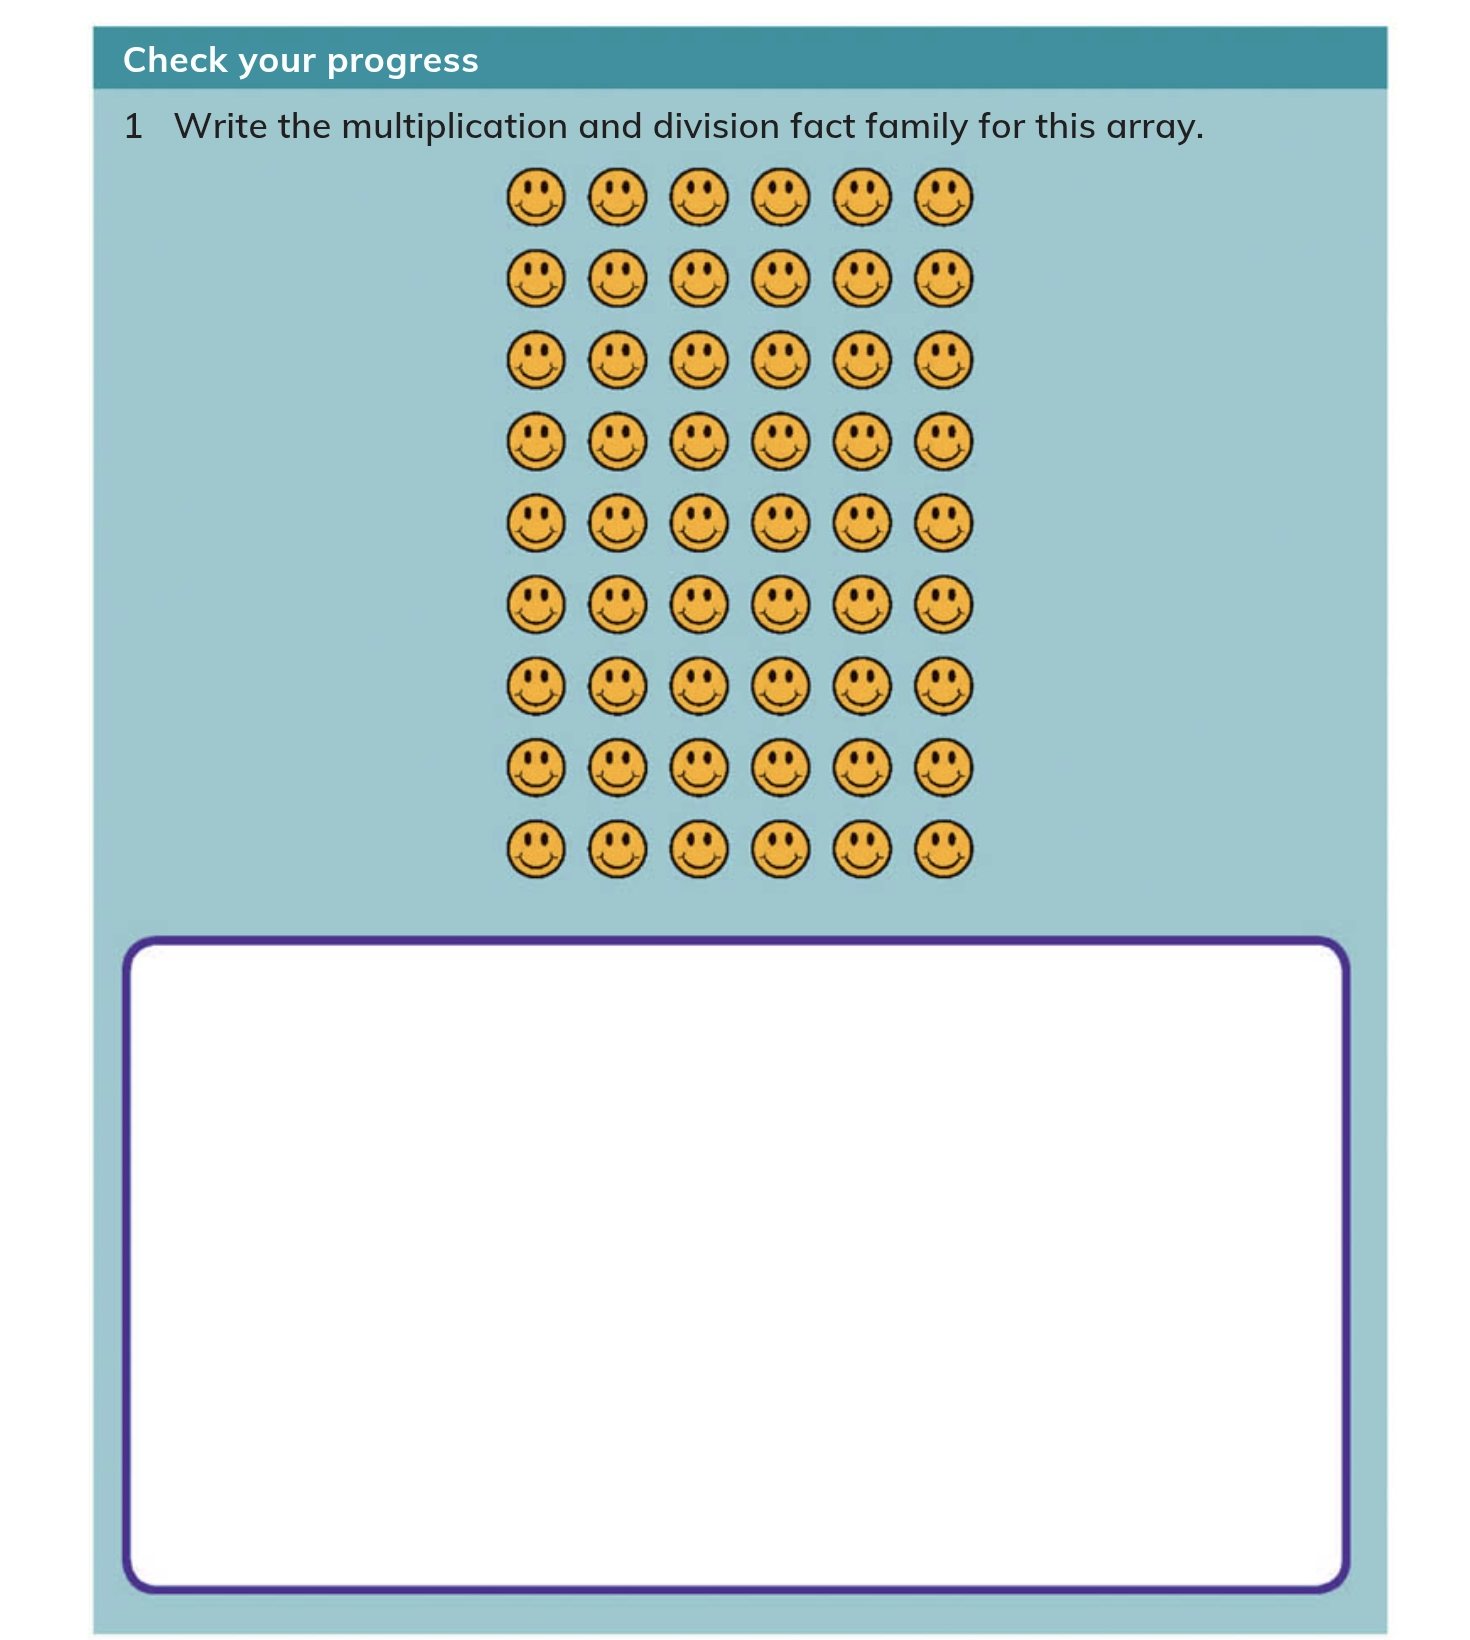 Check your progress
1 Write the multiplication and division fact family for this array.